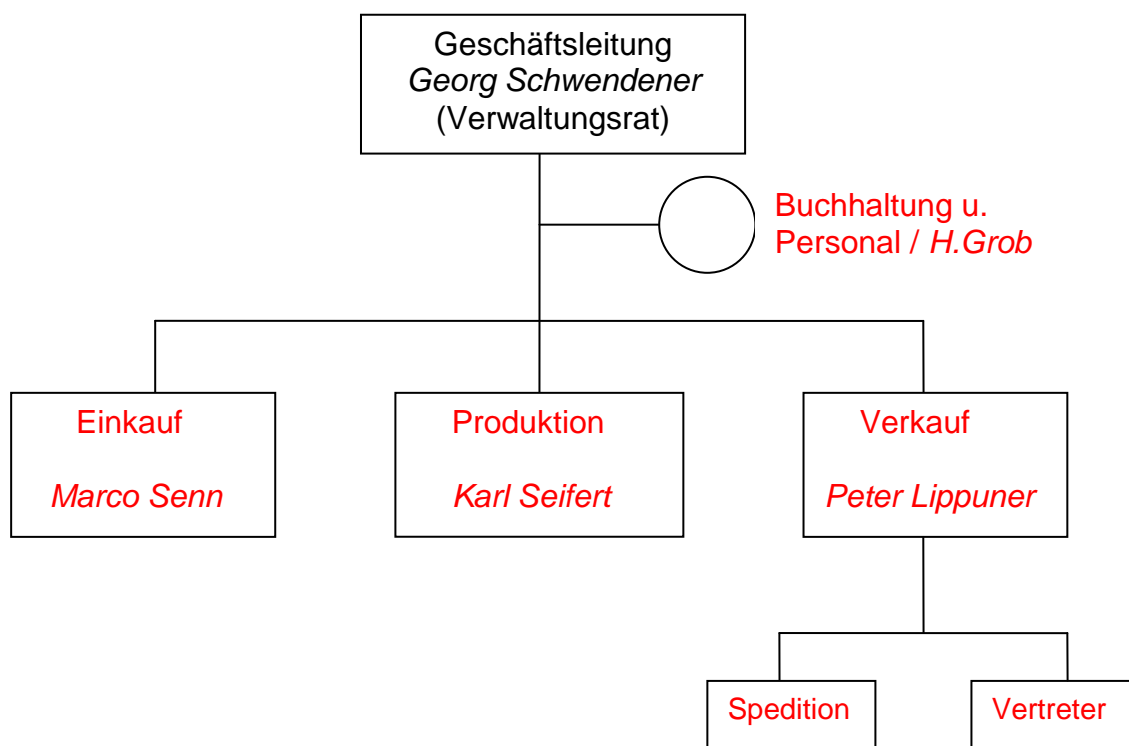 Geschäftsleitung
Georg Schwendener
(Verwaltungsrat)
Buchhaltung u.
Personal / H.Grob
Einkauf
Marco Senn
Produktion
Karl Seifert
Verkauf
Peter Lippuner
Spedition
Vertreter